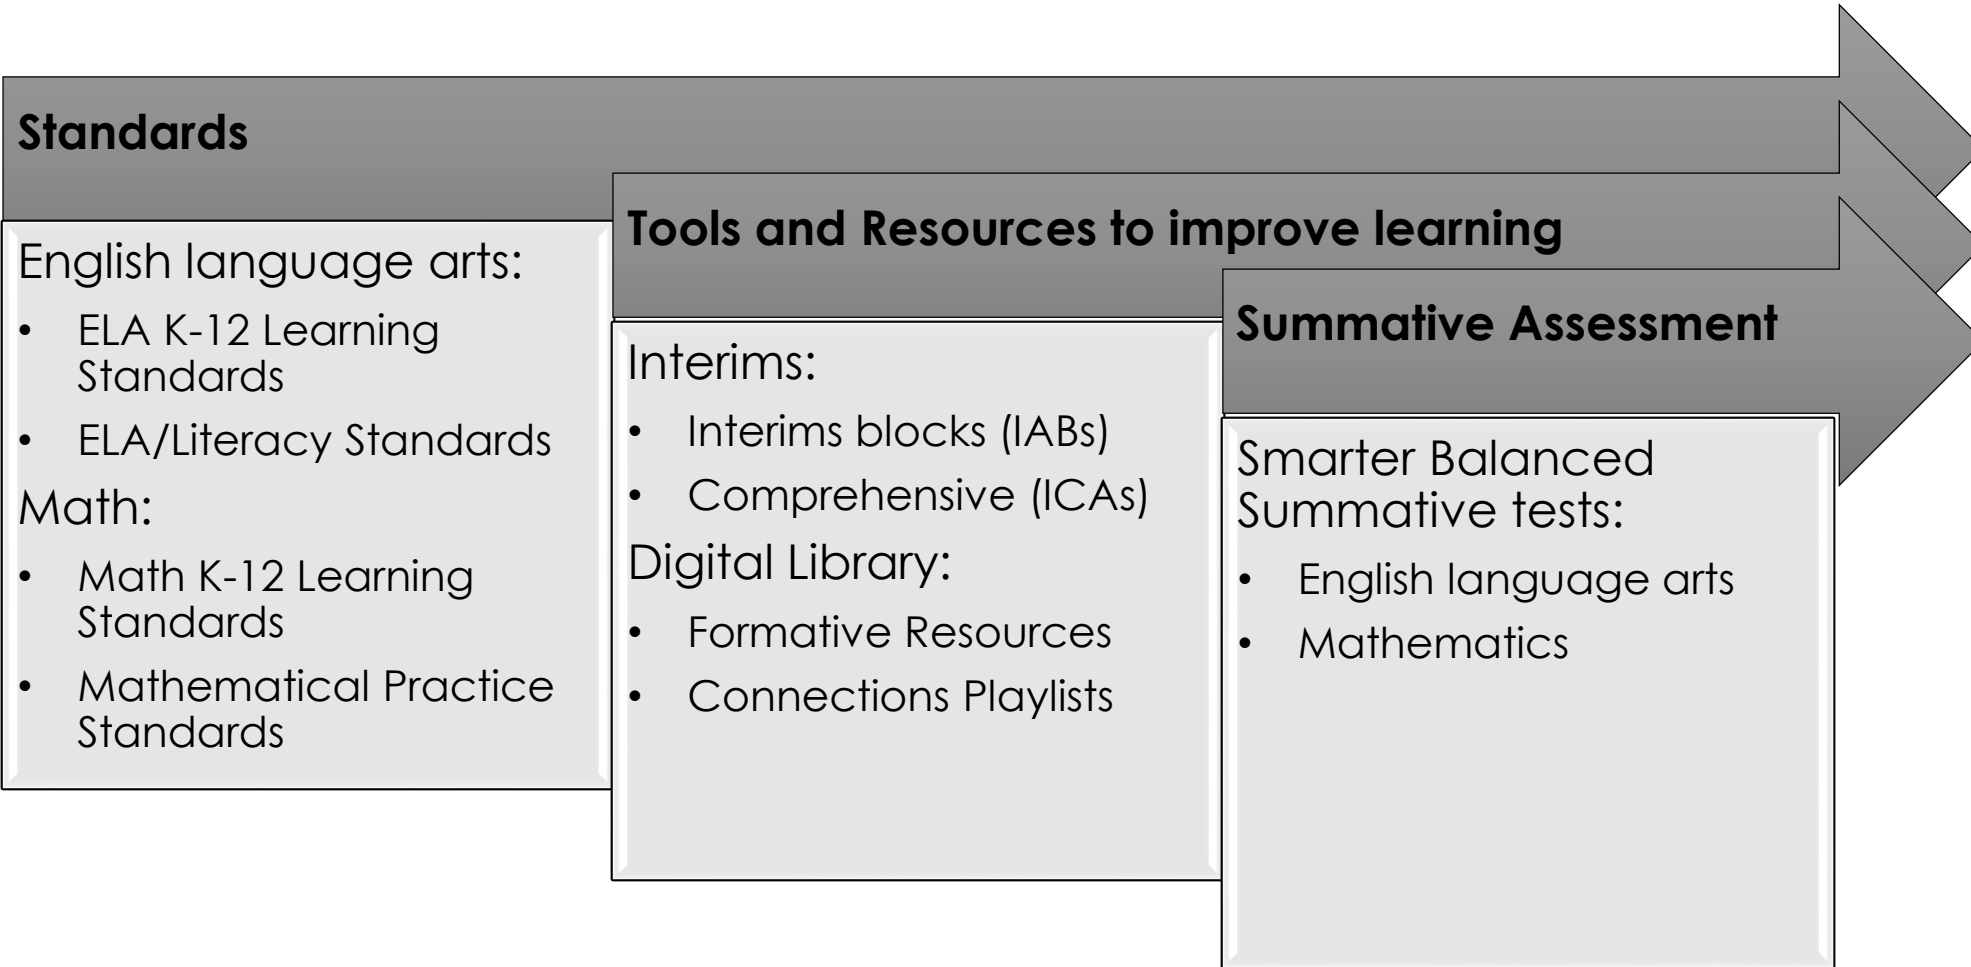 Standards
English language arts:
• ELA K-12 Learning
Standards
• ELA/Literacy Standards
Math:
• Math K-12 Learning
Standards
• Mathematical Practice
Standards
Tools and Resources to improve learning
Interims:
• Interims blocks (IABs)
• Comprehensive (ICAs)
Digital Library:
• Formative Resources
• Connections Playlists
Summative Assessment
Smarter Balanced
Summative tests:
• English language arts
• Mathematics